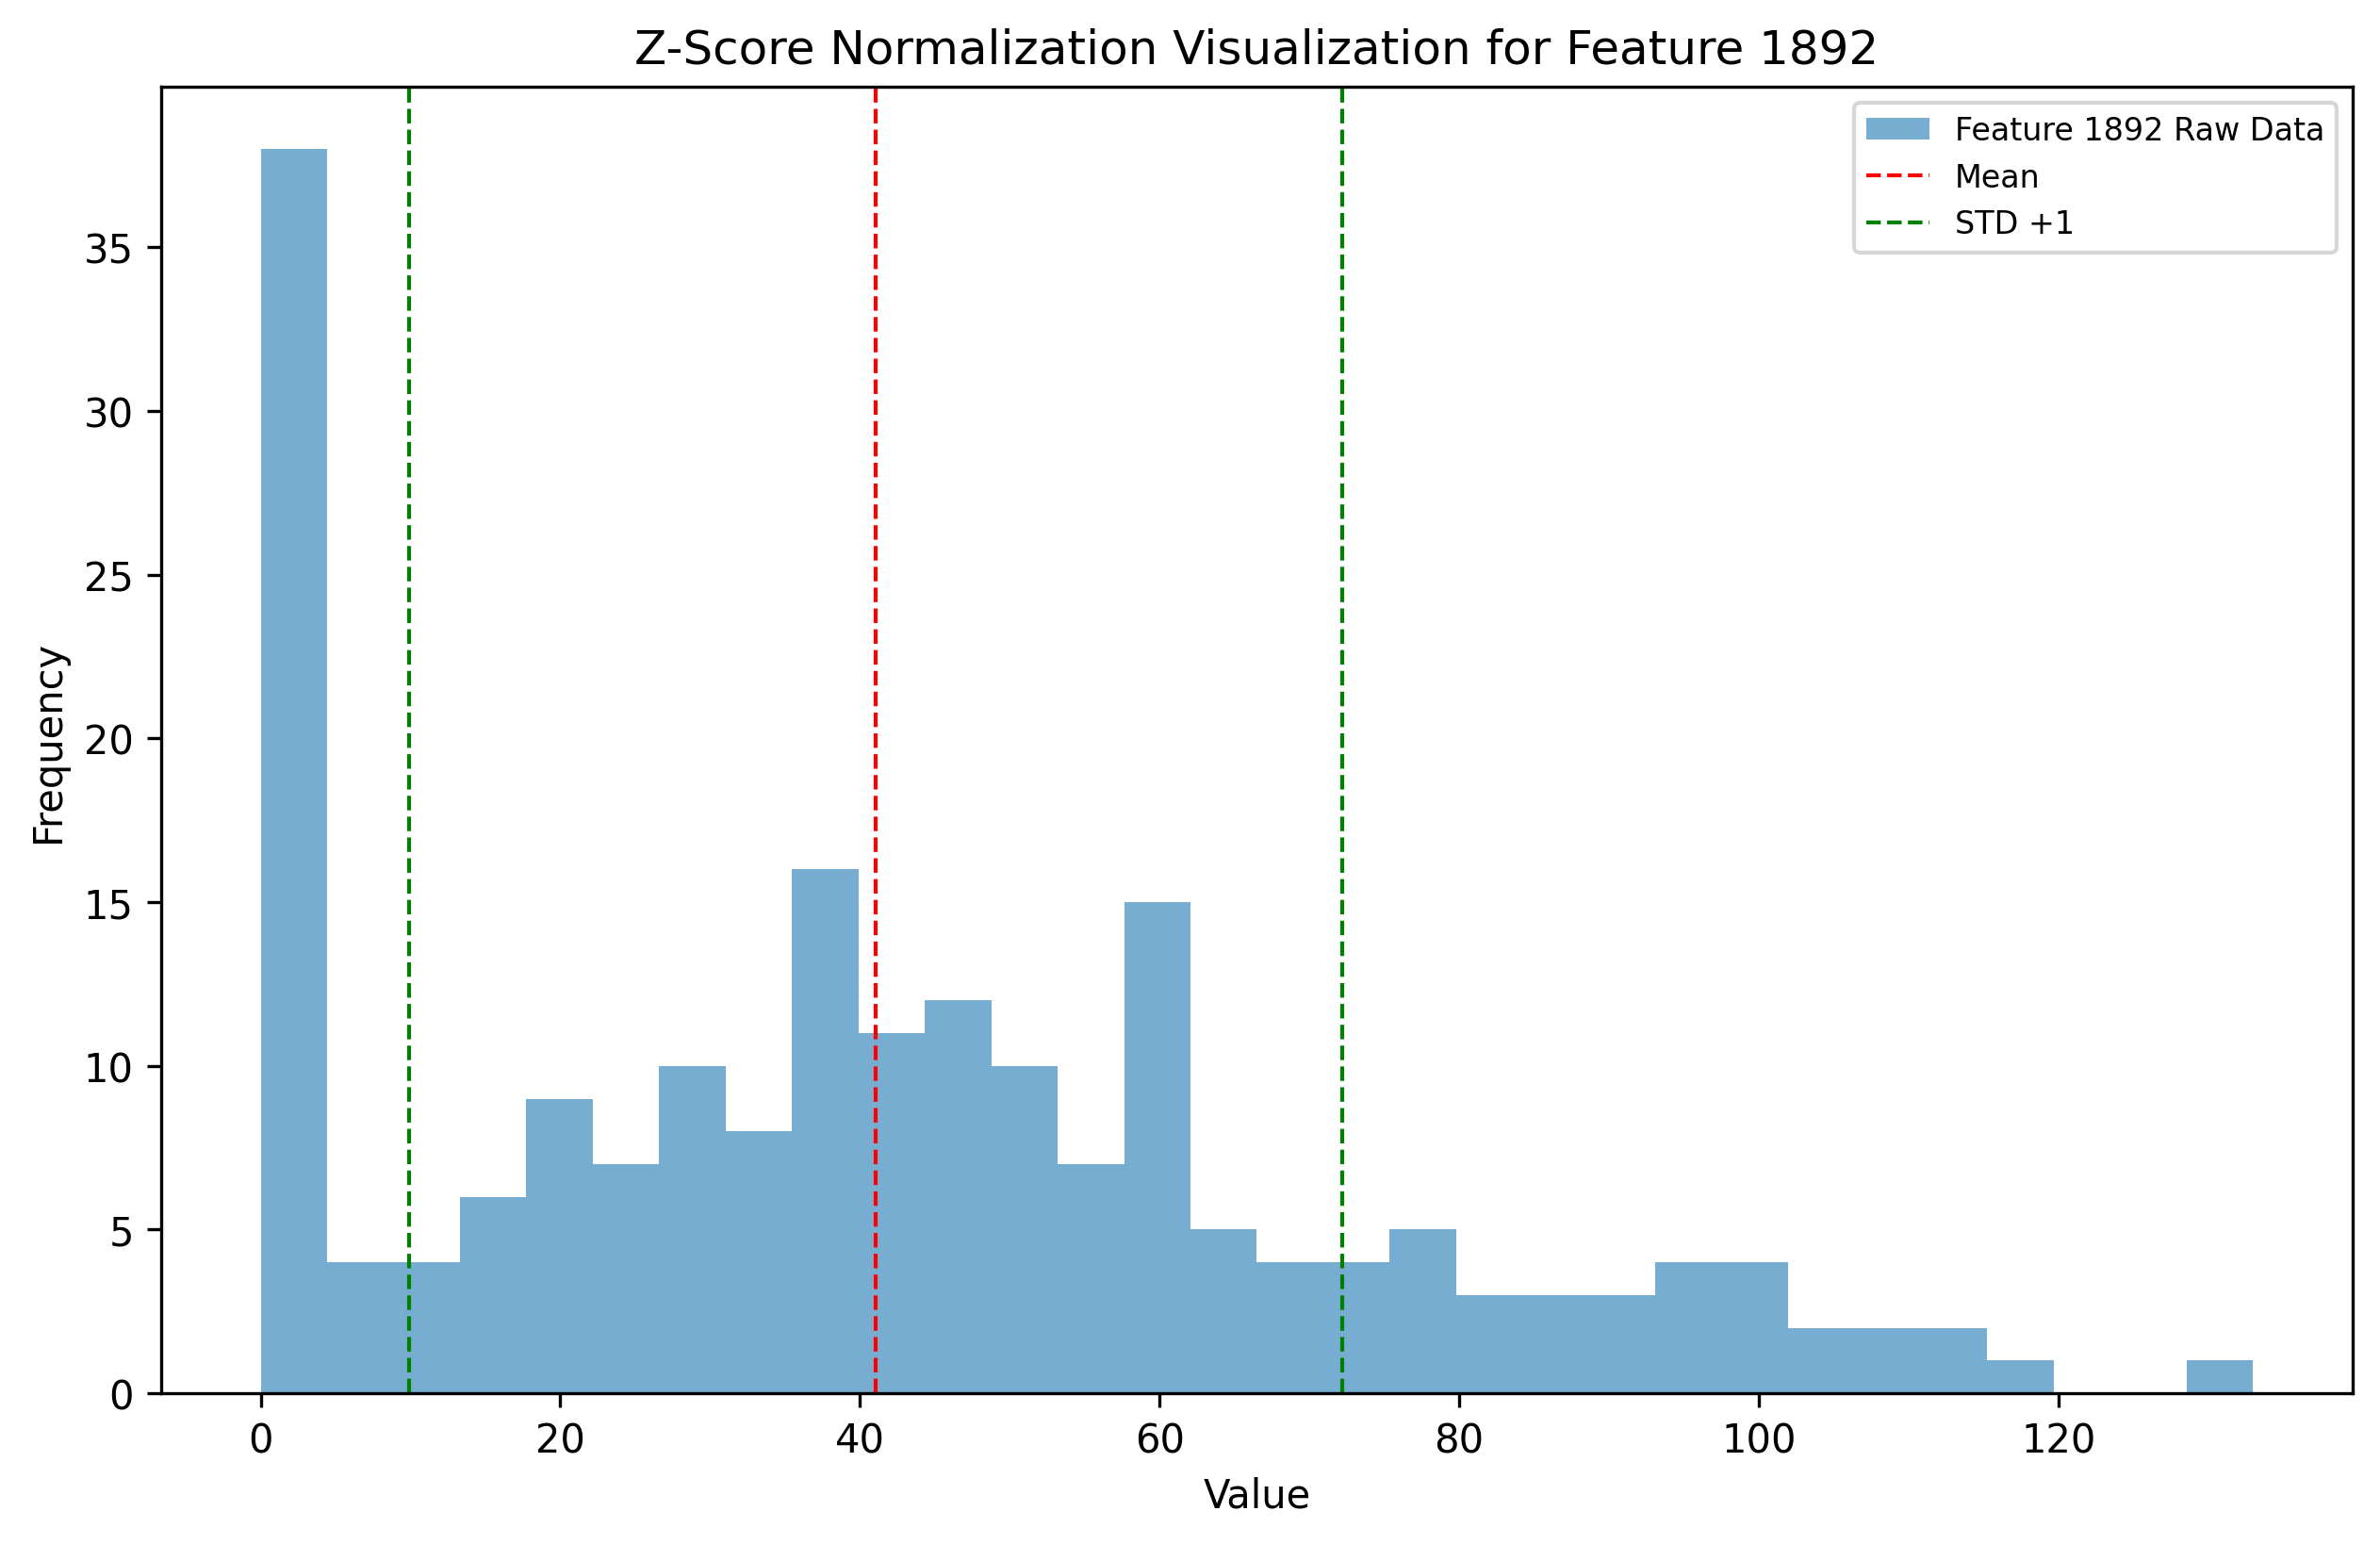 Z-Score Normalization Visualization for Feature 1892
Feature 1892 Raw Data
Mean
STD +1
35
30
25
20
15
10
5
0
Frequency
0 20 40 60 80 100 120
Value